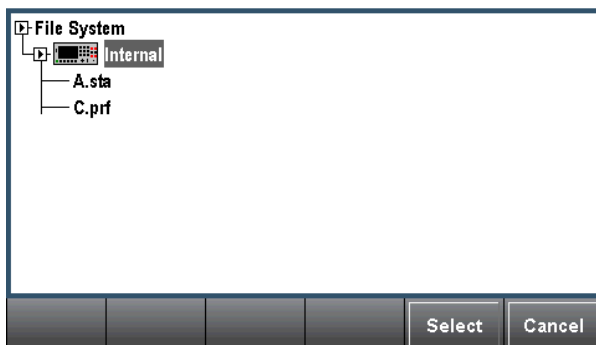 File System
Internal
A.sta
C.prf
Select Cancel